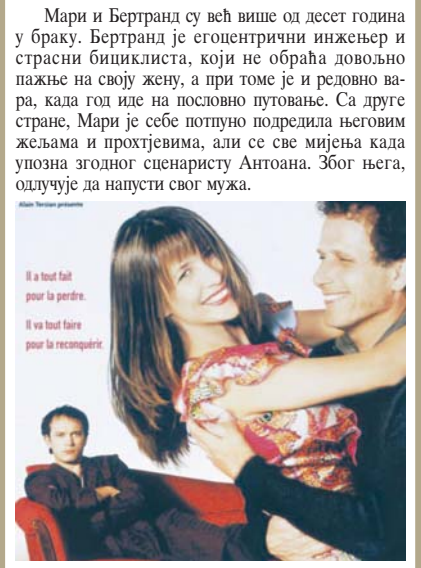 Мари и Бертранд су већ више од десет година
у браку. Бертранд је егоцентрични инжењер и
страсни бициклиста, који не обраћа довољно
пажње на своју жену, а при томе је и редовно ва-
ра, када год иде на пословно путовање. Са друге
стране, Мари је себе потпуно подредила његовим
жељама и прохтјевима, али се све мијења када
упозна згодног сценаристу Антоана. Због њега,
одлучује да напусти свог мужа.
Alain Terzian présente
Il a tout fait
pour la perdre.
Il va tout faire
pour la reconquérir.